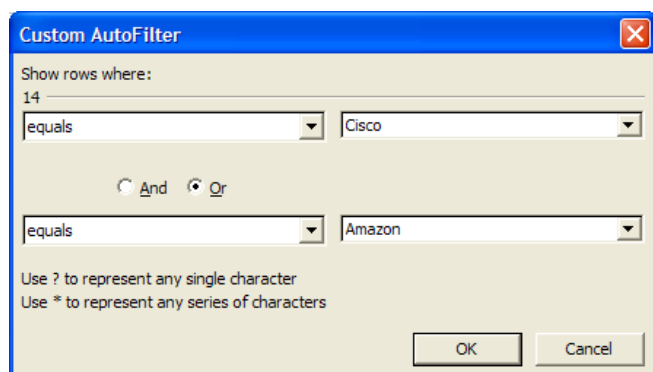 Custom AutoFilter
Show rows where:
14
equals Cisco
And Or
equals Amazon
Use ? to represent any single character
Use * to represent any series of characters
OK Cancel